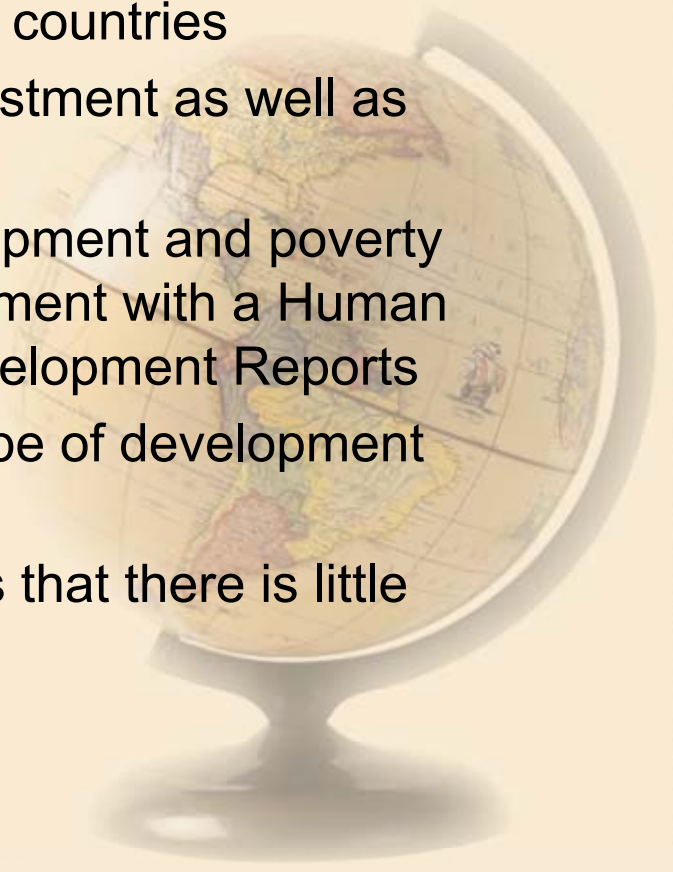 countries
stment as well as
pment and poverty
ment with a Human
elopment Reports
pe of development
s that there is little